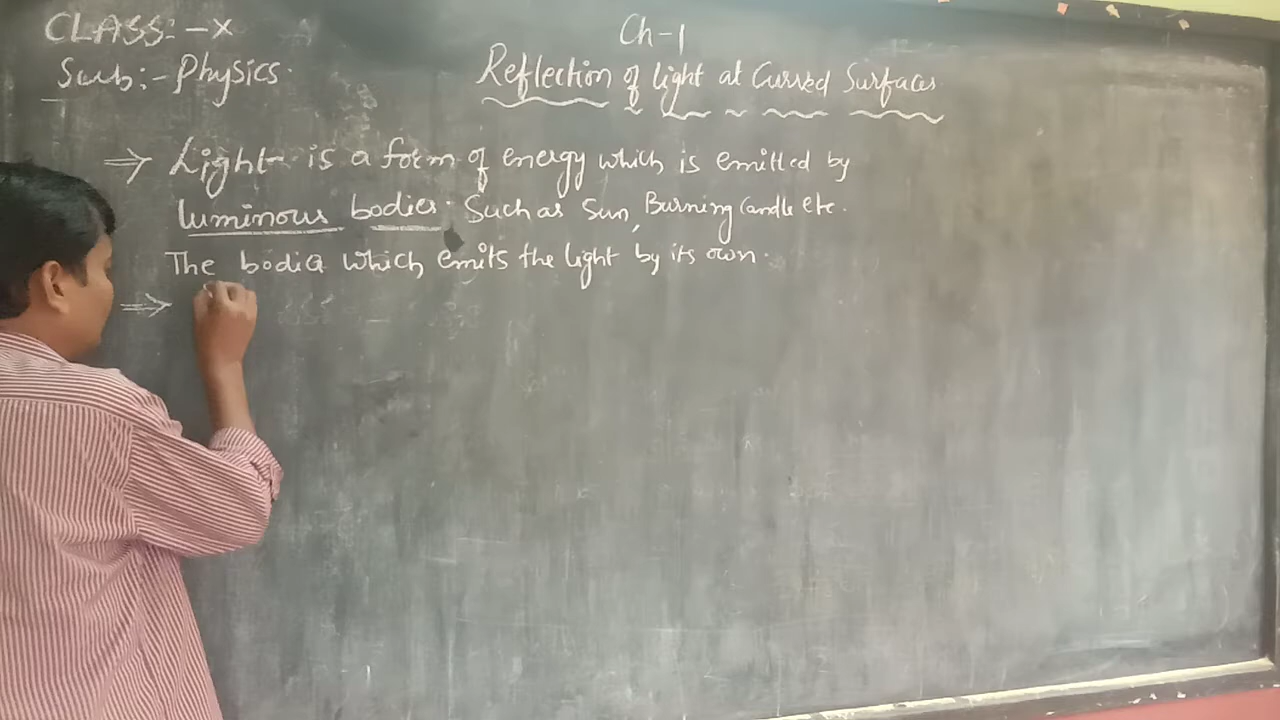 CLASS:-X
Ch-1
Sub:-Physics.
Reflection of light at Curved Surfaces.
⇒ Light is a form of energy which is emitted by
luminous bodies. Such as Sun, Burning Candle etc.
The bodies which emits the light by its own.
⇒